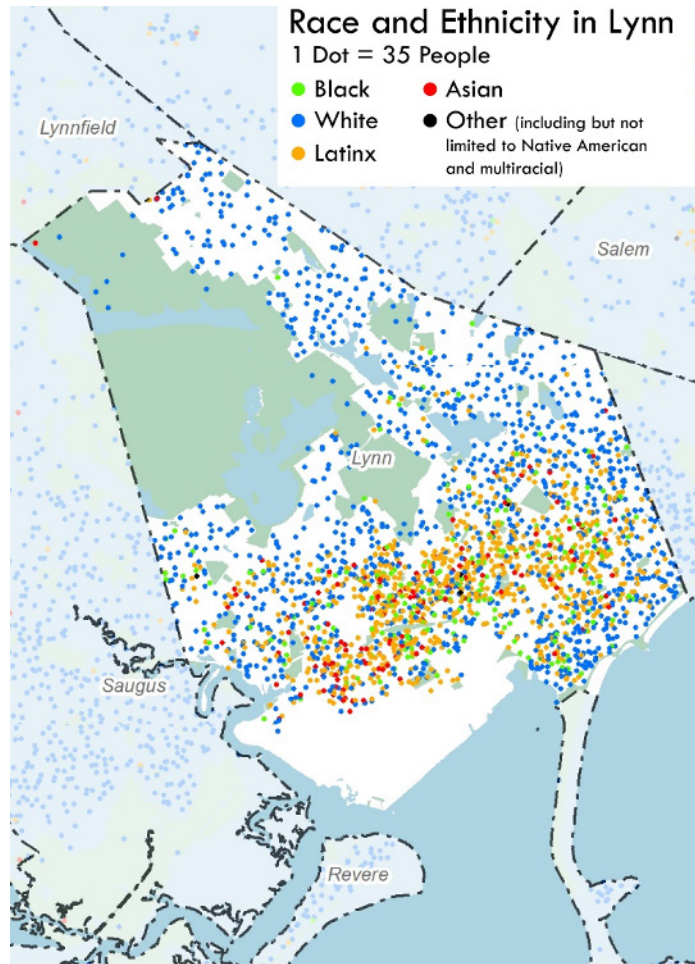 Race and Ethnicity in Lynn
1 Dot = 35 People
Black
White
Latinx
Asian
Other (including but not
limited to Native American
and multiracial)
Lynnfield
Salem
Lynn
Saugus
Revere